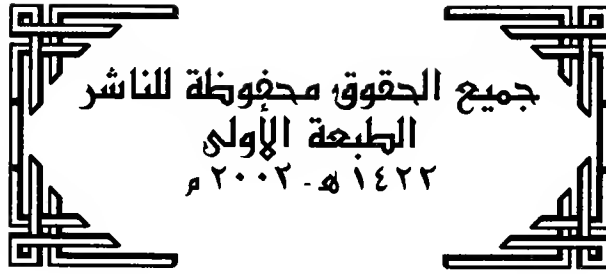 جميع الحقوق محفوظة للناشر
الطبعة الأولى
١٤٢٢ هـ - ٢٠٠٢ م